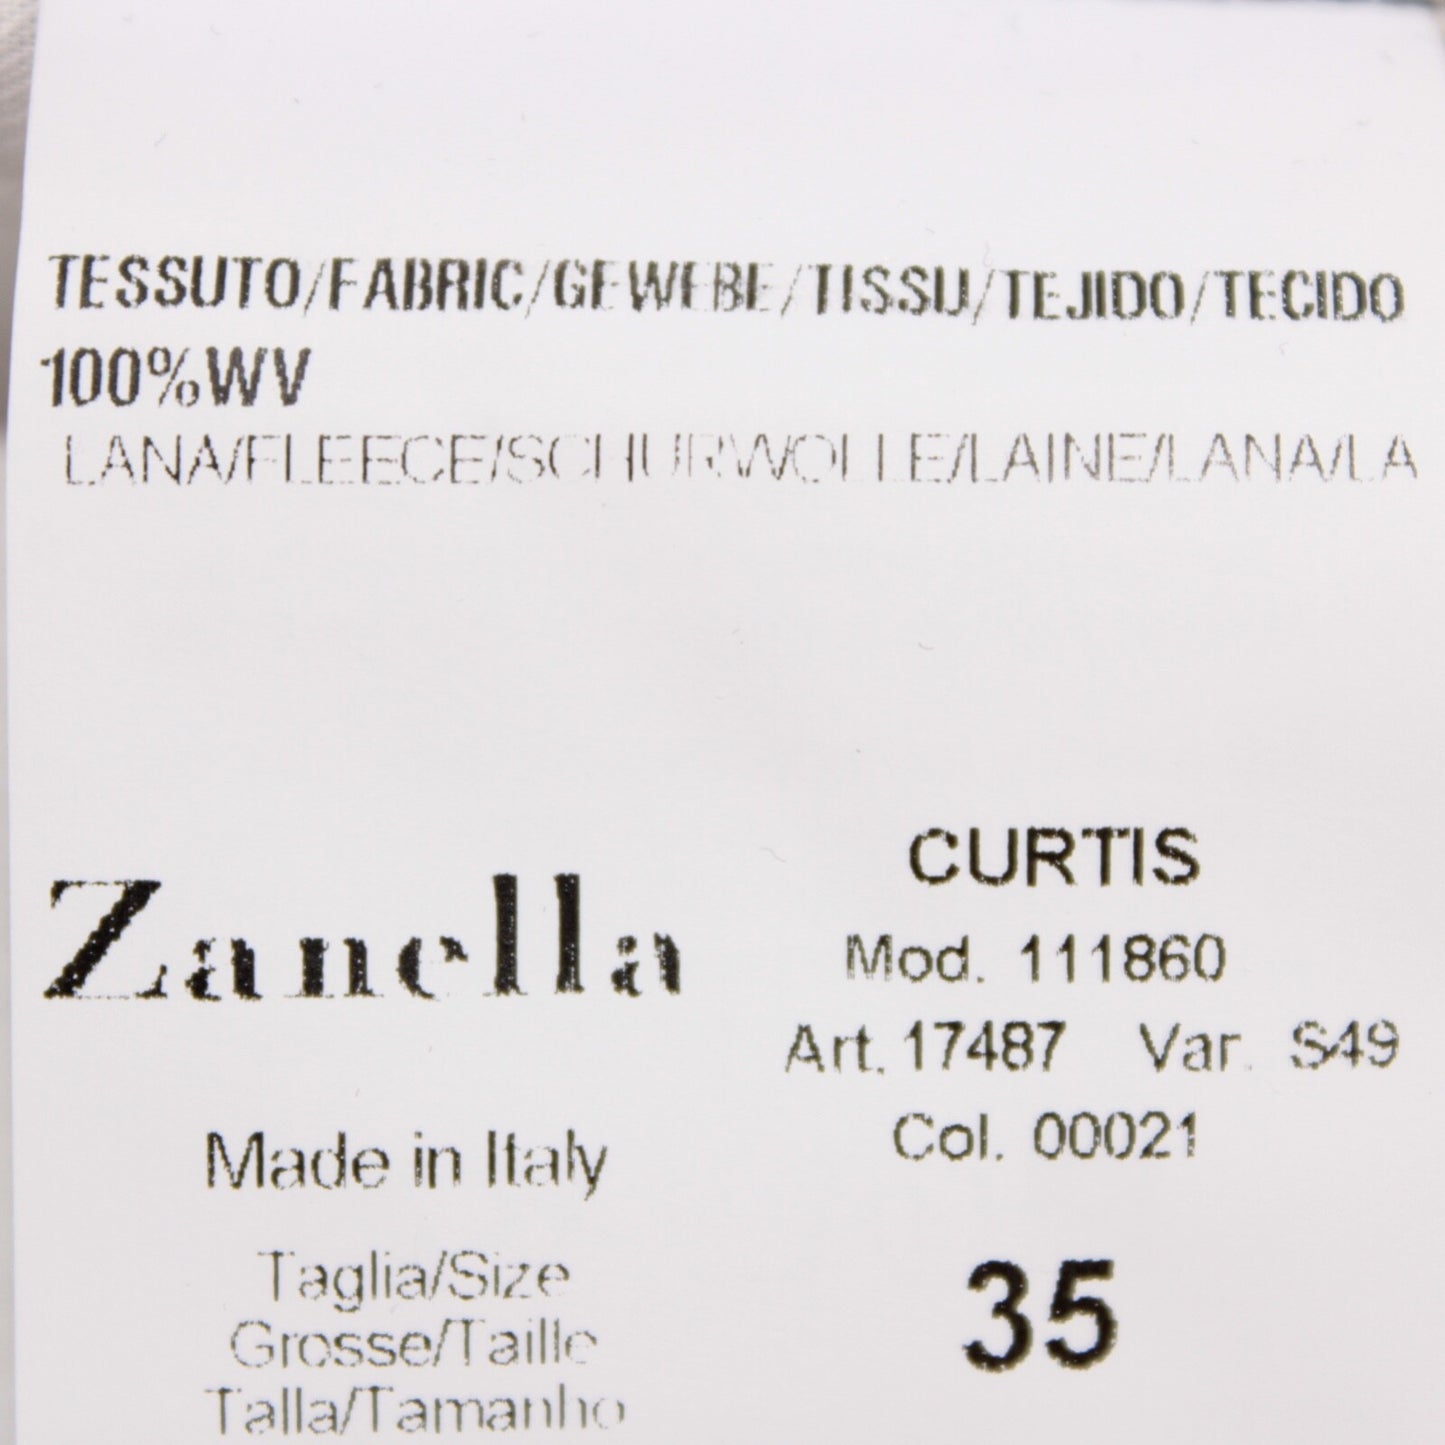 TESSUTO/FABRIC/GEWEBE/TISSU/TEJIDO/TECIDO
100%WV
LANA/FLEECE/SCHURWOLLE/LAINE/LANA/LA
Zanella
Made in Italy
Taglia/Size
Grosse/Taille
Talla/Tamanho
CURTIS
Mod. 111860
Art. 17487 Var. S49
Col. 00021
35